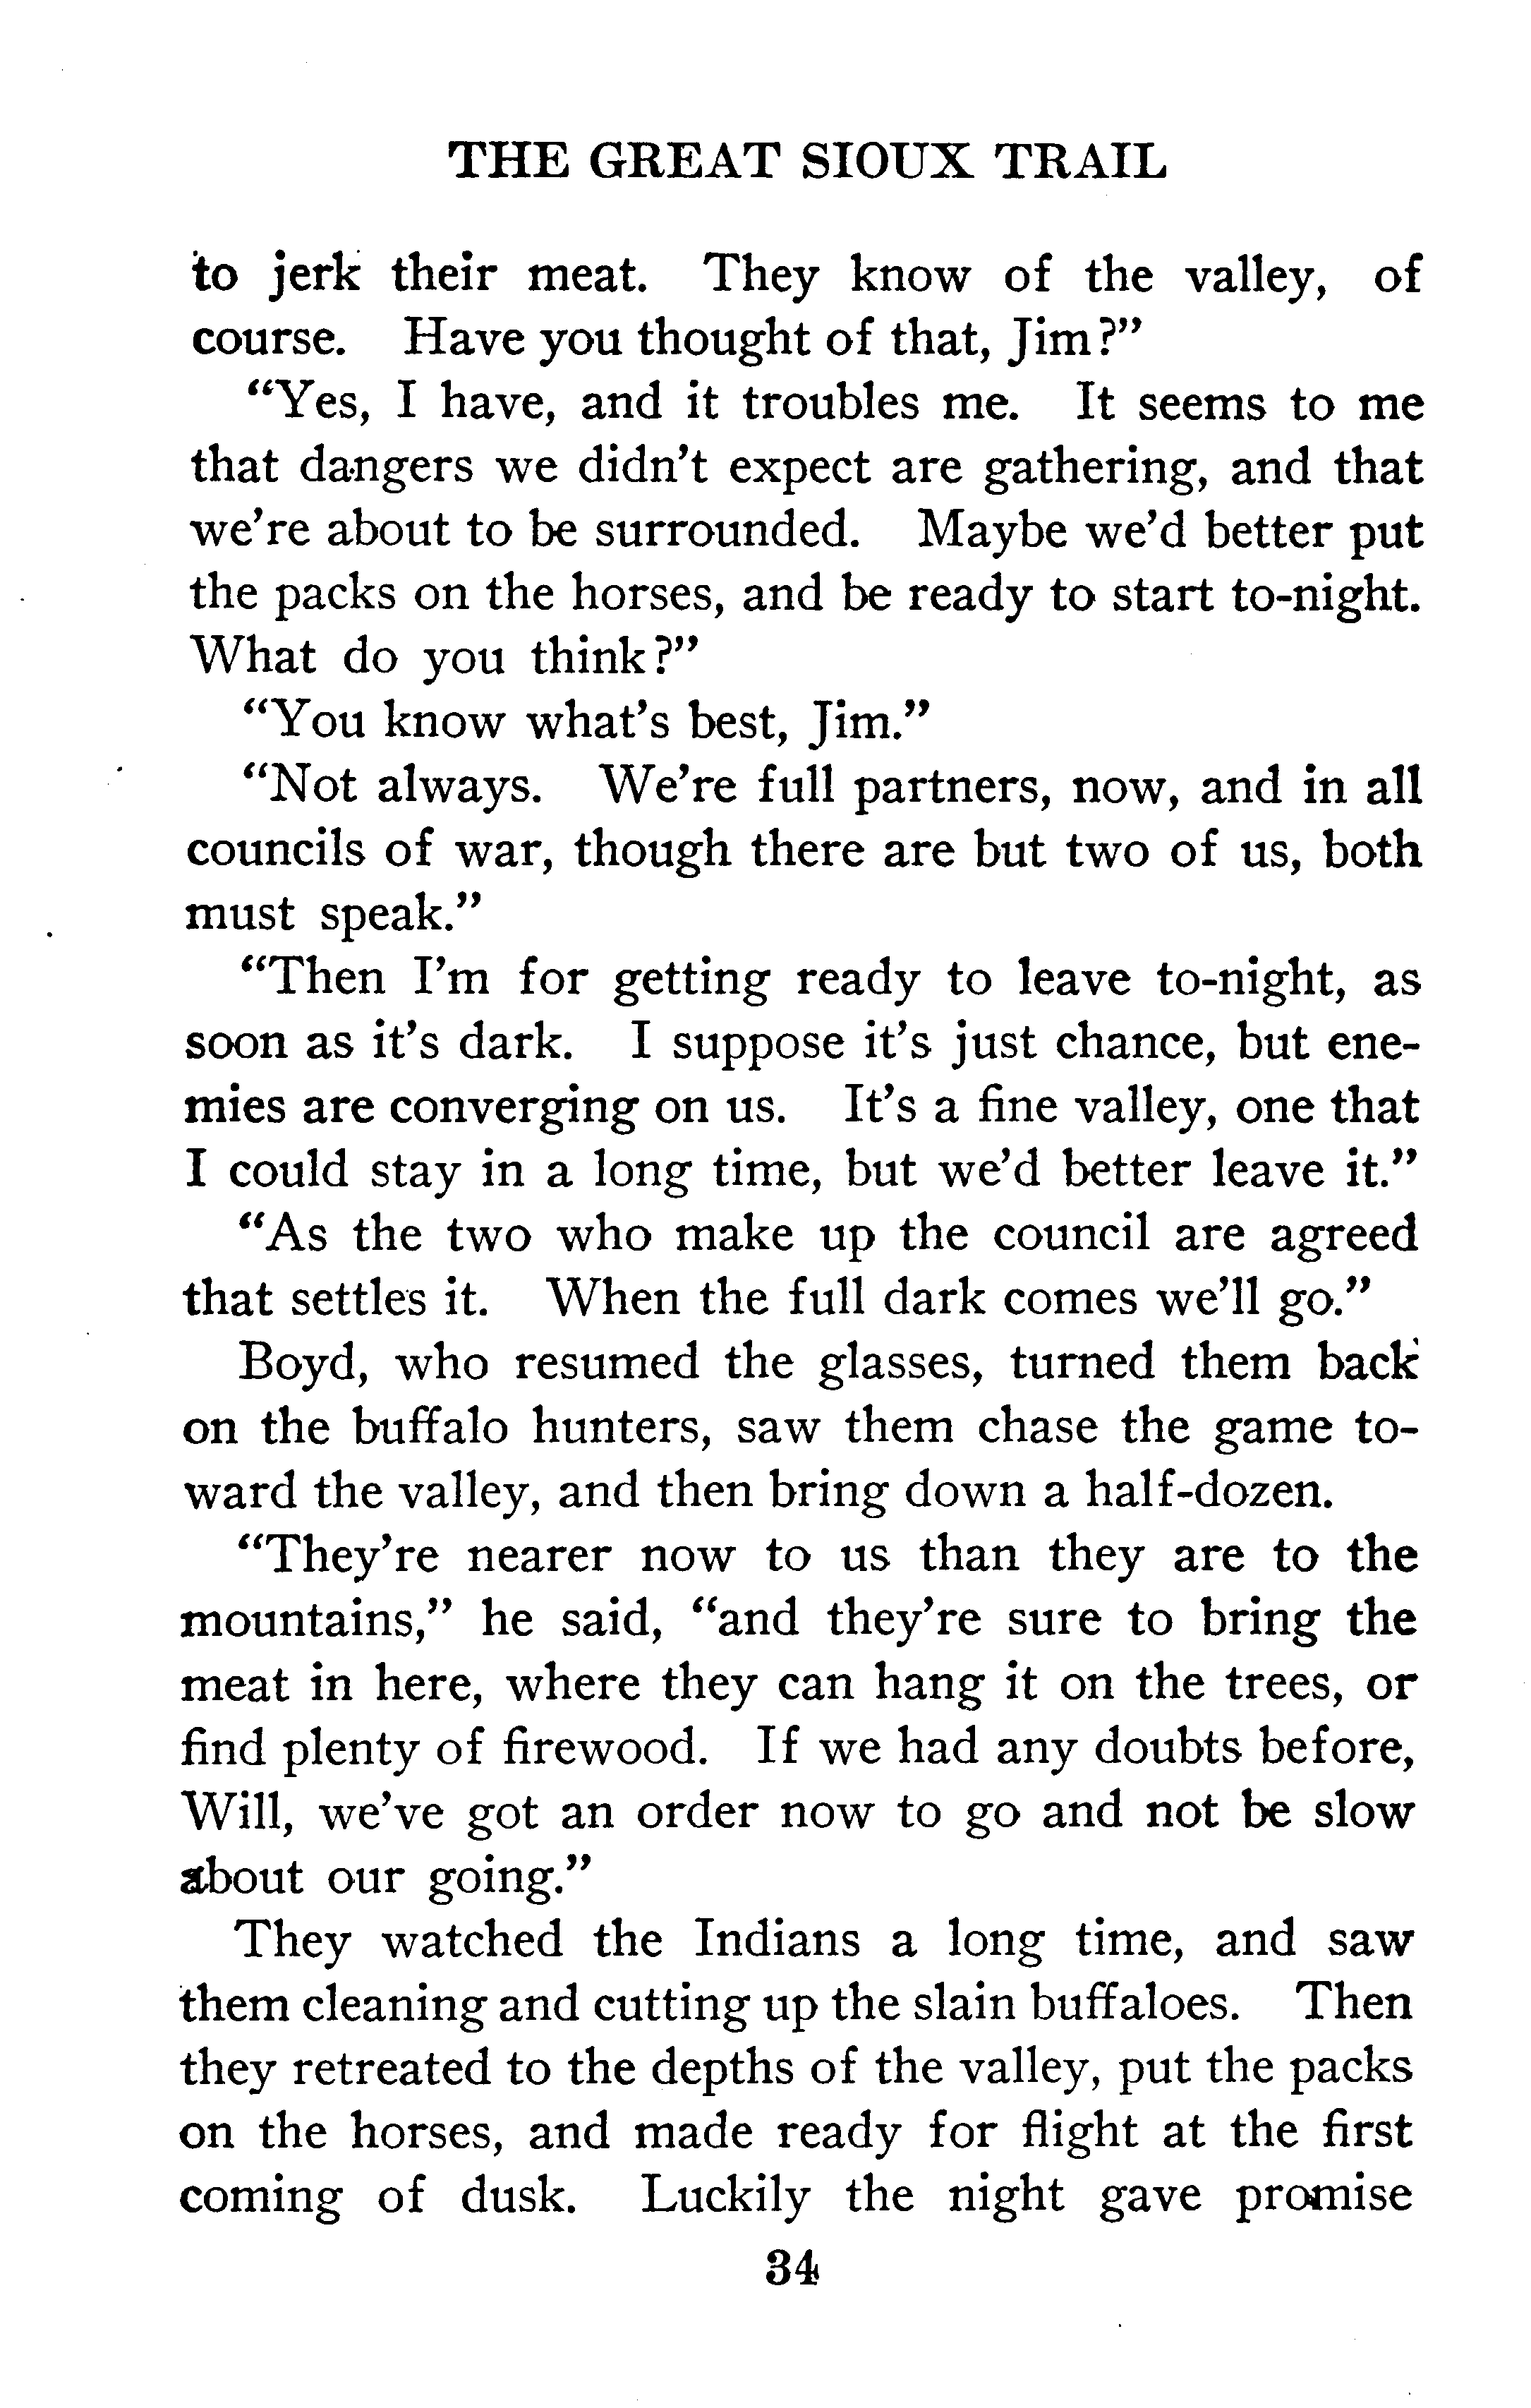 THE GREAT SIOUX TRAIL
to jerk their meat. They know of the valley, of
course. Have you thought of that, Jim?"
"Yes, I have, and it troubles me. It seems to me
that dangers we didn't expect are gathering, and that
we're about to be surrounded. Maybe we'd better put
the packs on the horses, and be ready to start to-night.
What do you think?"
"You know what's best, Jim."
"Not always. We're full partners, now, and in all
councils of war, though there are but two of us, both
must speak."
"Then I'm for getting ready to leave to-night, as
soon as it's dark. I suppose it's just chance, but ene-
mies are converging on us. It's a fine valley, one that
I could stay in a long time, but we'd better leave it."
"As the two who make up the council are agreed
that settles it. When the full dark comes we'll go."
Boyd, who resumed the glasses, turned them back
on the buffalo hunters, saw them chase the game to-
ward the valley, and then bring down a half-dozen.
"They're nearer now to us than they are to the
mountains," he said, "and they're sure to bring the
meat in here, where they can hang it on the trees, or
find plenty of firewood. If we had any doubts before,
Will, we've got an order now to go and not be slow
about our going."
They watched the Indians a long time, and saw
them cleaning and cutting up the slain buffaloes. Then
they retreated to the depths of the valley, put the packs
on the horses, and made ready for flight at the first
coming of dusk. Luckily the night gave promise
34